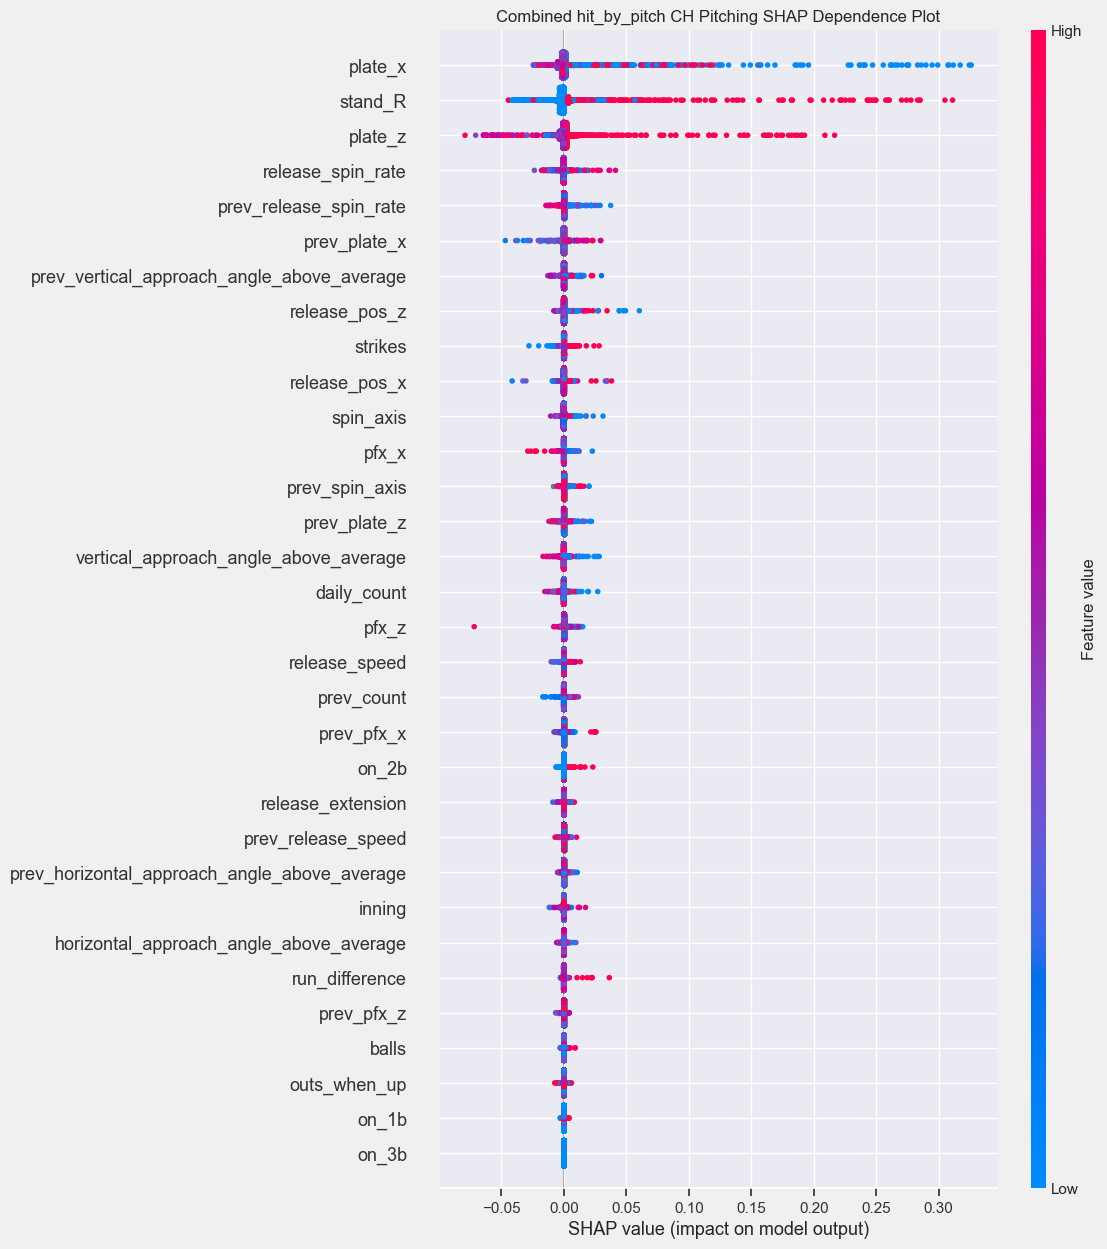 Combined hit_by_pitch CH Pitching SHAP Dependence Plot
High
plate_x
stand_R
plate_z
release_spin_rate
prev_release_spin_rate
prev_plate_x
prev_vertical_approach_angle_above_average
release_pos_z
strikes
release_pos_x
spin_axis
pfx_x
prev_spin_axis
prev_plate_z
vertical_approach_angle_above_average
daily_count
pfx_z
release_speed
prev_count
prev_pfx_x
on_2b
release_extension
prev_release_speed
prev_horizontal_approach_angle_above_average
inning
horizontal_approach_angle_above_average
run_difference
prev_pfx_z
balls
outs_when_up
on_1b
on_3b
Feature value
Low
−0.05 0.00 0.05 0.10 0.15 0.20 0.25 0.30
SHAP value (impact on model output)